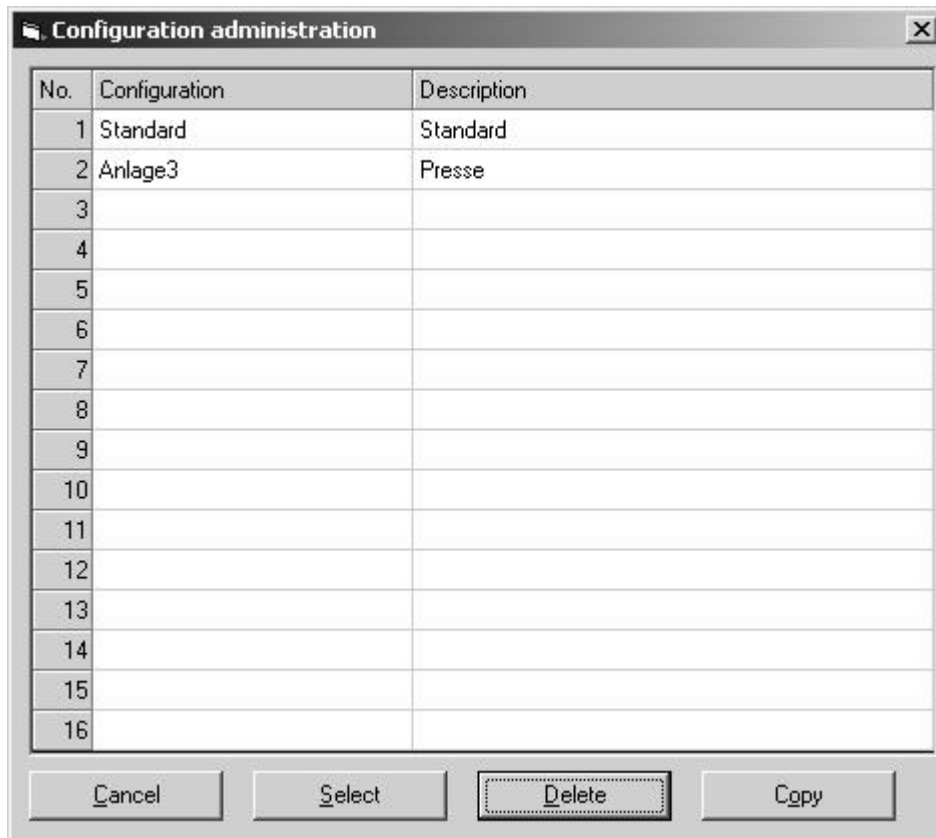 Configuration administration
No. Configuration Description
1 Standard Standard
2 Anlage3 Presse
3
4
5
6
7
8
9
10
11
12
13
14
15
16
Cancel Select Delete Copy